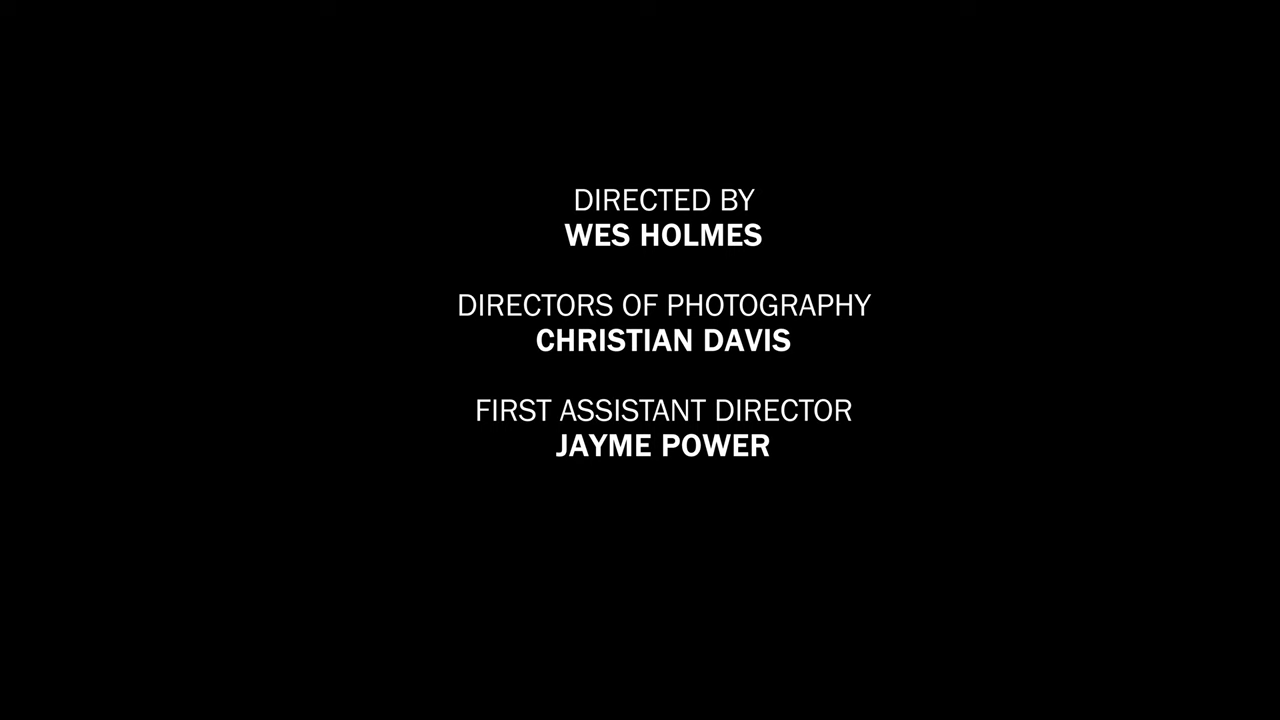 DIRECTED BY
WES HOLMES
DIRECTORS OF PHOTOGRAPHY
CHRISTIAN DAVIS
FIRST ASSISTANT DIRECTOR
JAYME POWER